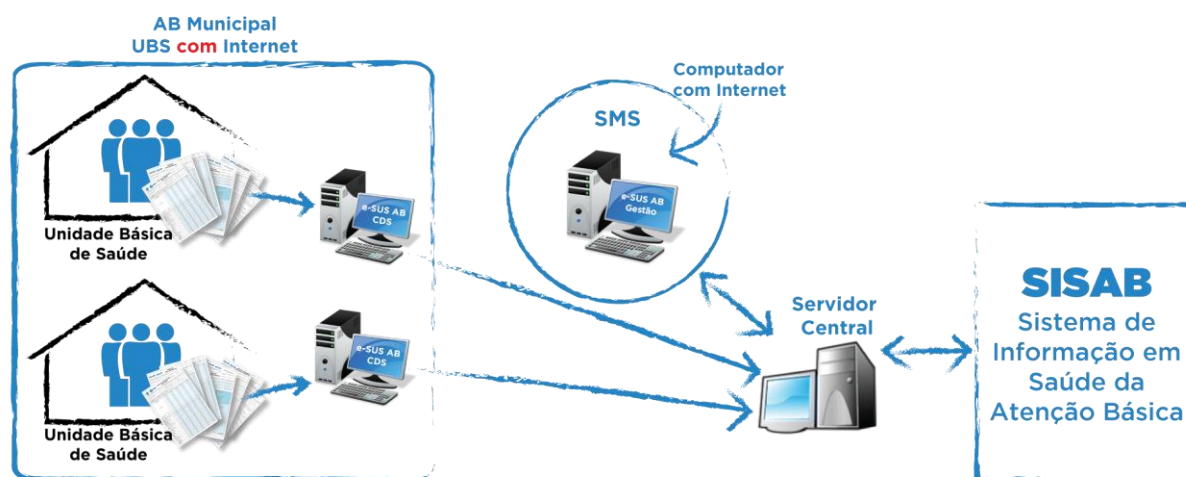 AB Municipal
UBS com Internet
Computador
com Internet
SMS
e-SUS AB
CDS
e-SUS AB
Gestão
Unidade Básica
de Saúde
Servidor
Central
SISAB
Sistema de
Informação em
Saúde da
Atenção Básica
e-SUS AB
CDS
Unidade Básica
de Saúde